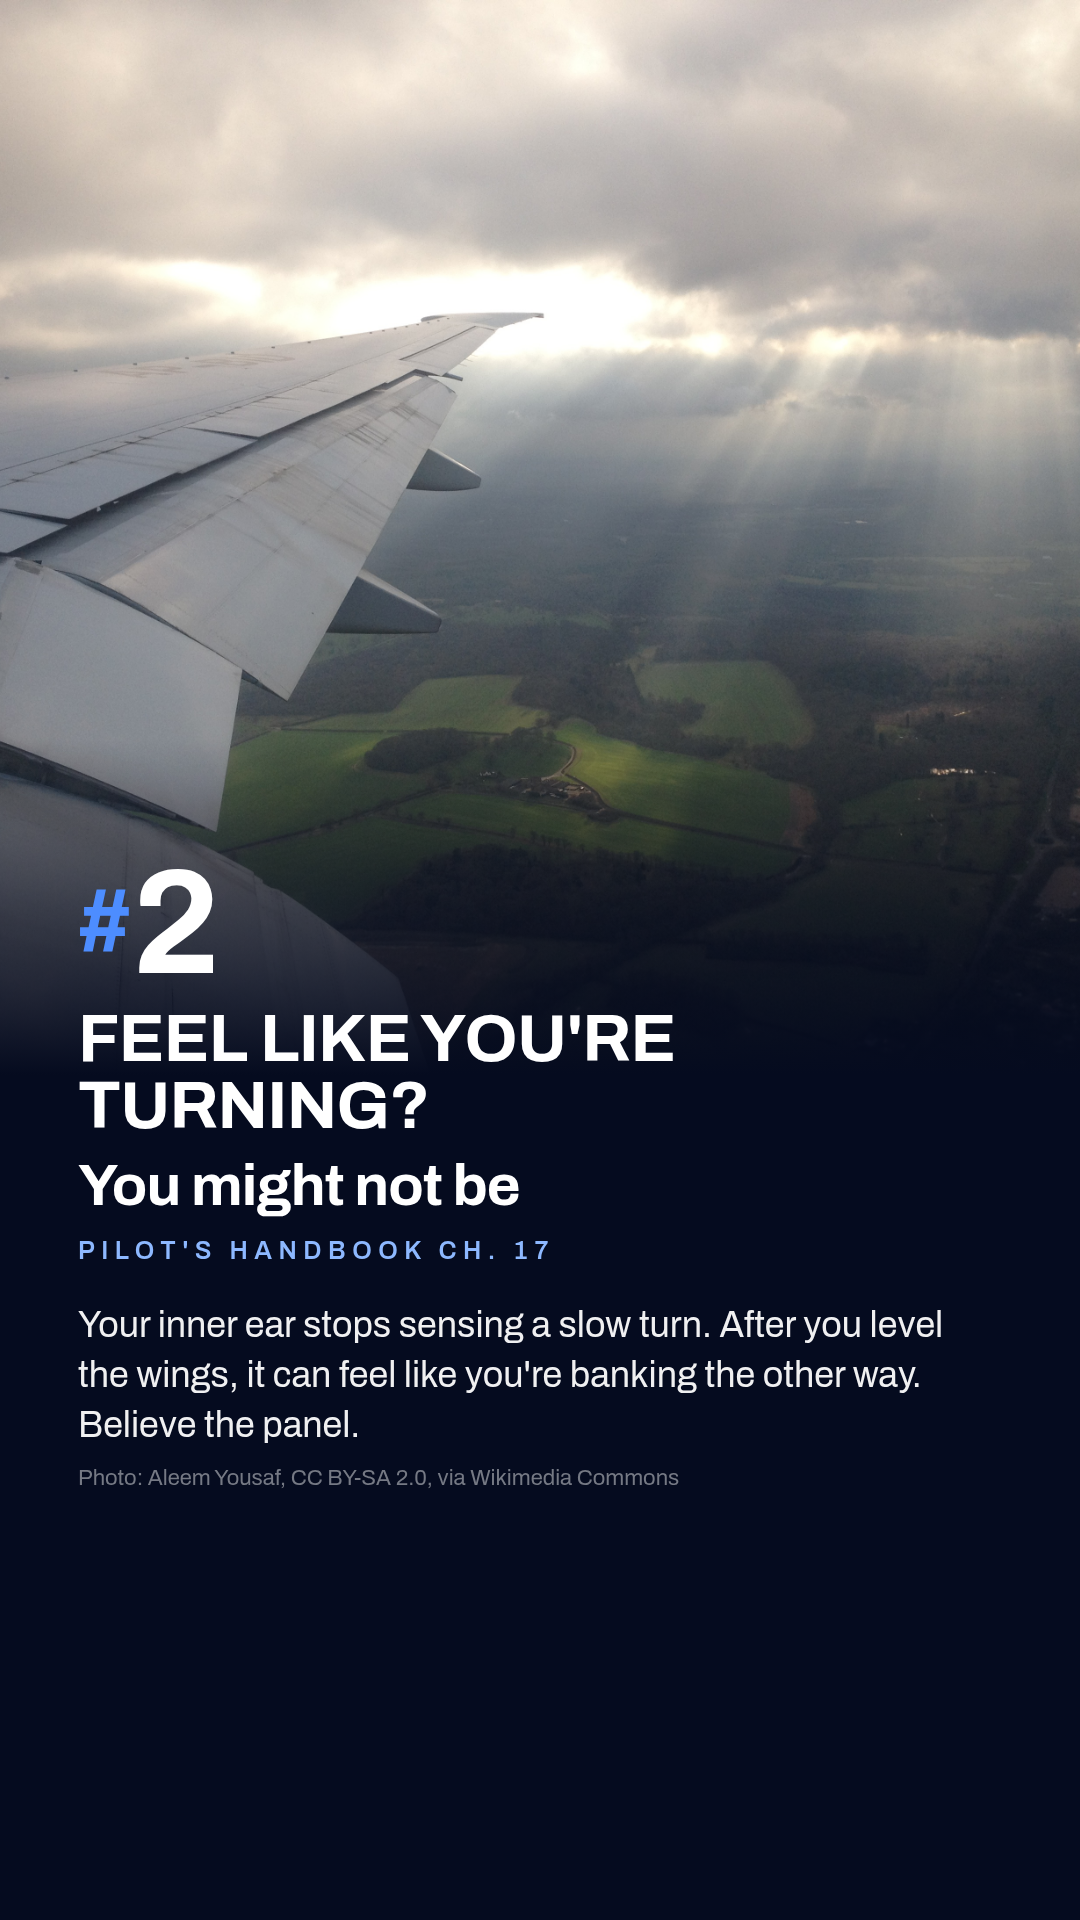 #2
FEEL LIKE YOU'RE
TURNING?
You might not be
PILOT'S HANDBOOK CH. 17
Your inner ear stops sensing a slow turn. After you level
the wings, it can feel like you're banking the other way.
Believe the panel.
Photo: Aleem Yousaf, CC BY-SA 2.0, via Wikimedia Commons